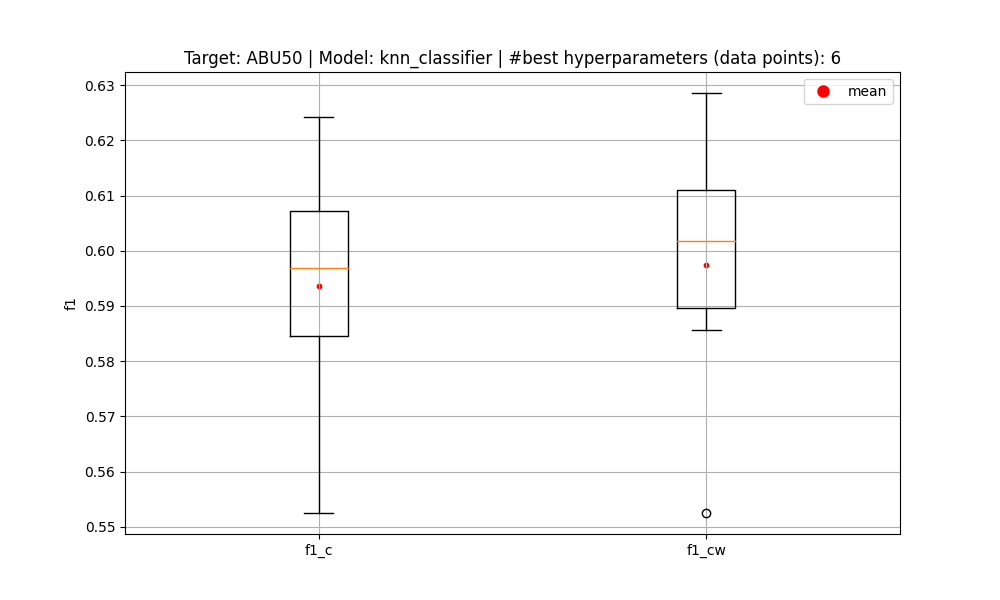 Target: ABU50 | Model: knn_classifier | #best hyperparameters (data points): 6
mean
0.63
0.62
0.61
0.60
0.59
0.58
0.57
0.56
0.55
f1
f1_c
f1_cw